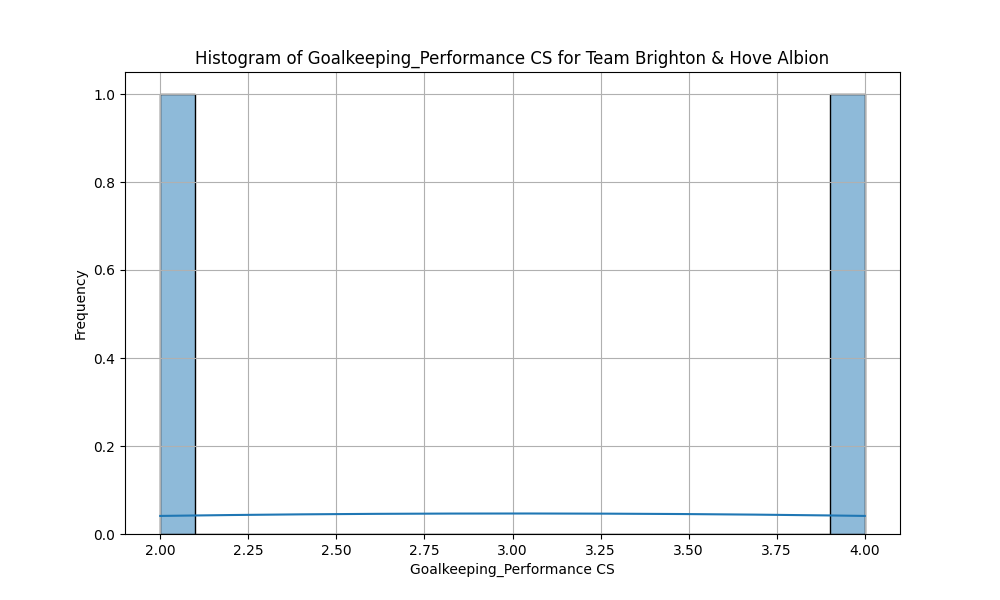 Histogram of Goalkeeping_Performance CS for Team Brighton & Hove Albion
1.0
0.8
0.6
0.4
0.2
0.0
Frequency
2.00 2.25 2.50 2.75 3.00 3.25 3.50 3.75 4.00
Goalkeeping_Performance CS